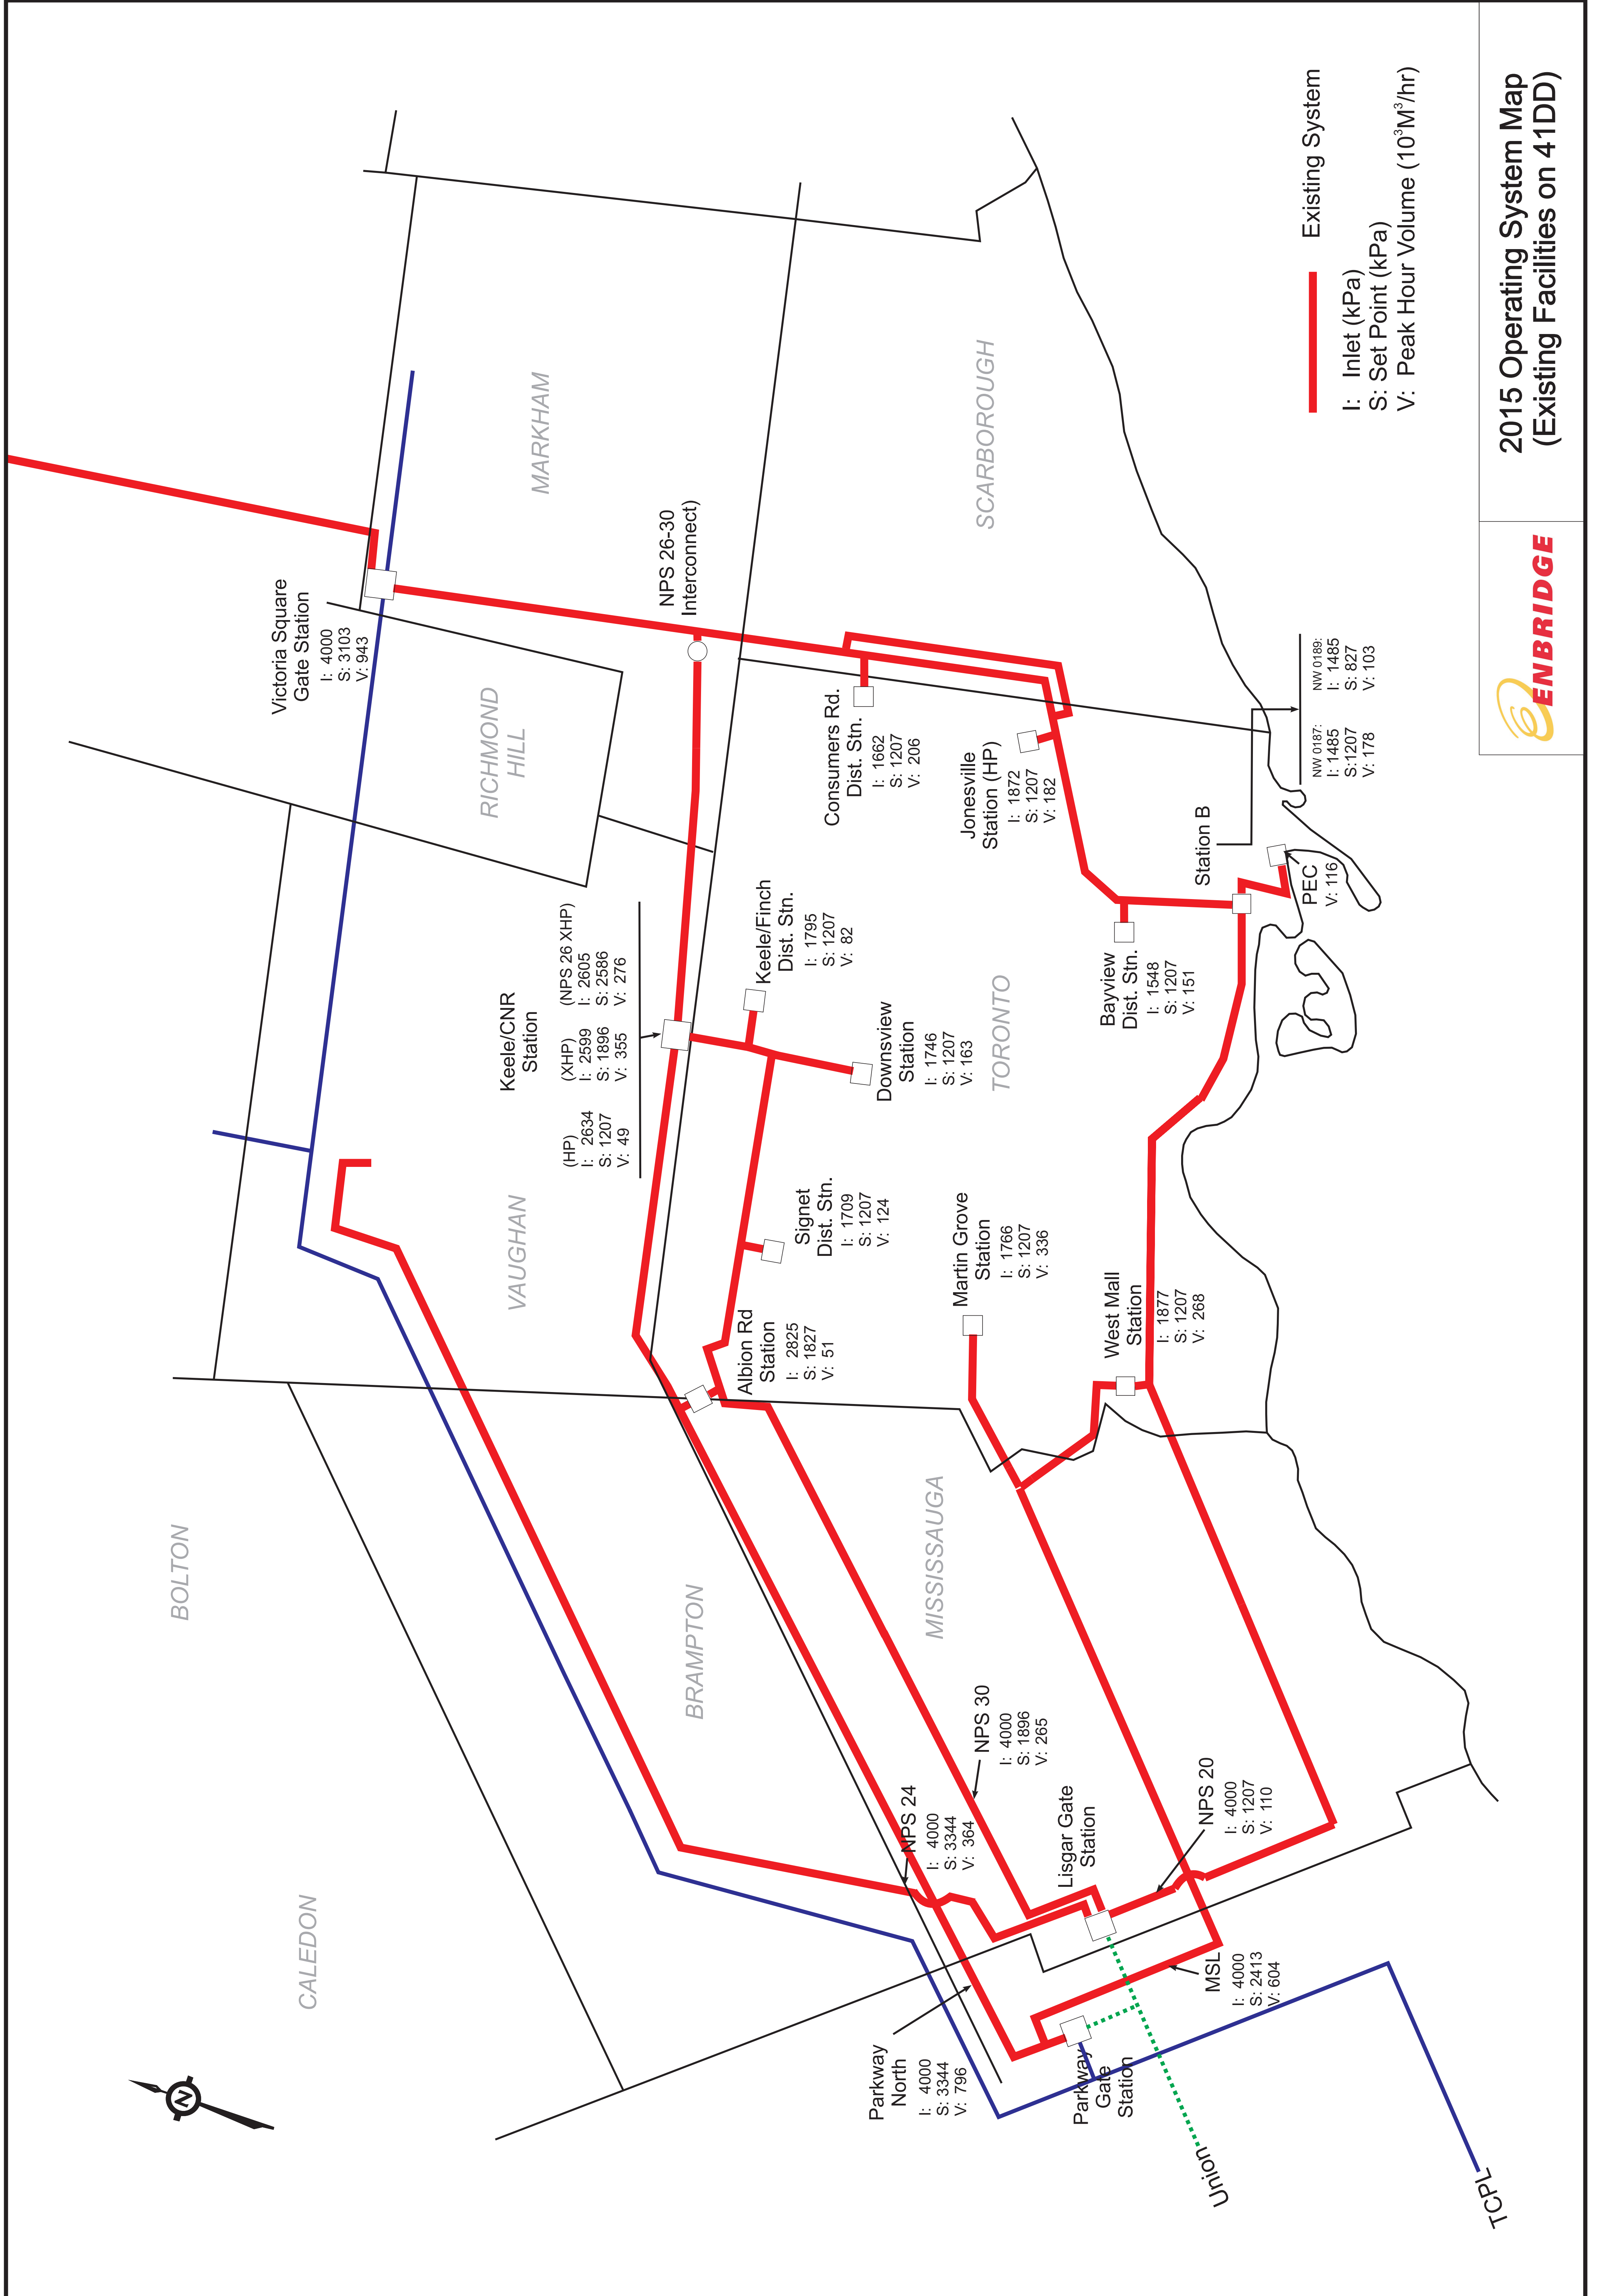 BOLTON
CALEDON
N
Victoria Square
Gate Station
I: 4000
S: 3103
V: 943
MARKHAM
RICHMOND
HILL
VAUGHAN
BRAMPTON
Keele/CNR
Station
(HP)
I: 2634
S: 1207
V: 49
(XHP)
I: 2599
S: 1896
V: 355
(NPS 26 XHP)
I: 2605
S: 2586
V: 276
NPS 26-30
Interconnect)
Keele/Finch
Dist. Stn.
I: 1795
S: 1207
V: 82
Albion Rd
Station
I: 2825
S: 1827
V: 51
Signet
Dist. Stn.
I: 1709
S: 1207
V: 124
Downsview
Station
I: 1746
S: 1207
V: 163
Consumers Rd.
Dist. Stn.
I: 1662
S: 1207
V: 206
SCARBOROUGH
TORONTO
MISSISSAUGA
Jonesville
Station (HP)
I: 1872
S: 1207
V: 182
Martin Grove
Station
I: 1766
S: 1207
V: 336
Parkway
North
I: 4000
S: 3344
V: 796
NPS 24
I: 4000
S: 3344
V: 364
NPS 30
I: 4000
S: 1896
V: 265
Lisgar Gate
Station
Parkway
Gate
Station
West Mall
Station
I: 1877
S: 1207
V: 268
Bayview
Dist. Stn.
I: 1548
S: 1207
V: 151
Station B
NW 0187:
I: 1485
S:1207
V: 178
NW 0189:
I: 1485
S: 827
V: 103
PEC
V: 116
NPS 20
I: 4000
S: 1207
V: 110
MSL
I: 4000
S: 2413
V: 604
Union
TCPL
Existing System
I: Inlet (kPa)
S: Set Point (kPa)
V: Peak Hour Volume (10³M³/hr)
ENBRIDGE
2015 Operating System Map
(Existing Facilities on 41DD)